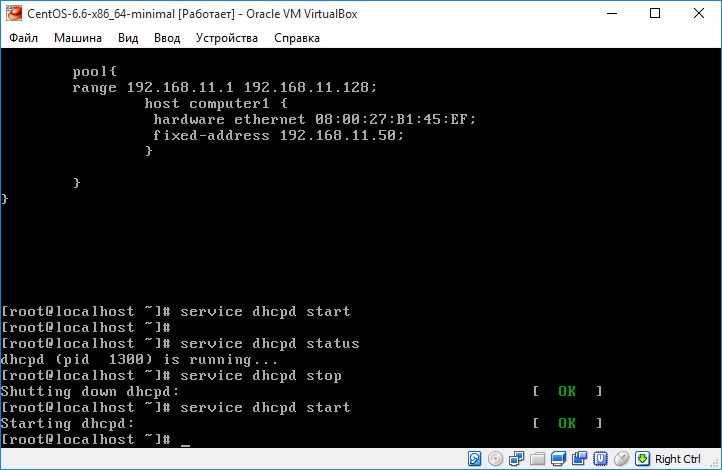 CentOS-6.6-x86_64-minimal [Работает] - Oracle VM VirtualBox
Файл Машина Вид Ввод Устройства Справка
pool{
range 192.168.11.1 192.168.11.128;
host computer1 {
hardware ethernet 08:00:27:B1:45:EF;
fixed-address 192.168.11.50;
}
}
}
[root@localhost ~]# service dhcpd start
[root@localhost ~]#
[root@localhost ~]# service dhcpd status
dhcpd (pid  1300) is running...
[root@localhost ~]# service dhcpd stop
Shutting down dhcpd: [  OK  ]
[root@localhost ~]# service dhcpd start
Starting dhcpd: [  OK  ]
[root@localhost ~]# _
Right Ctrl